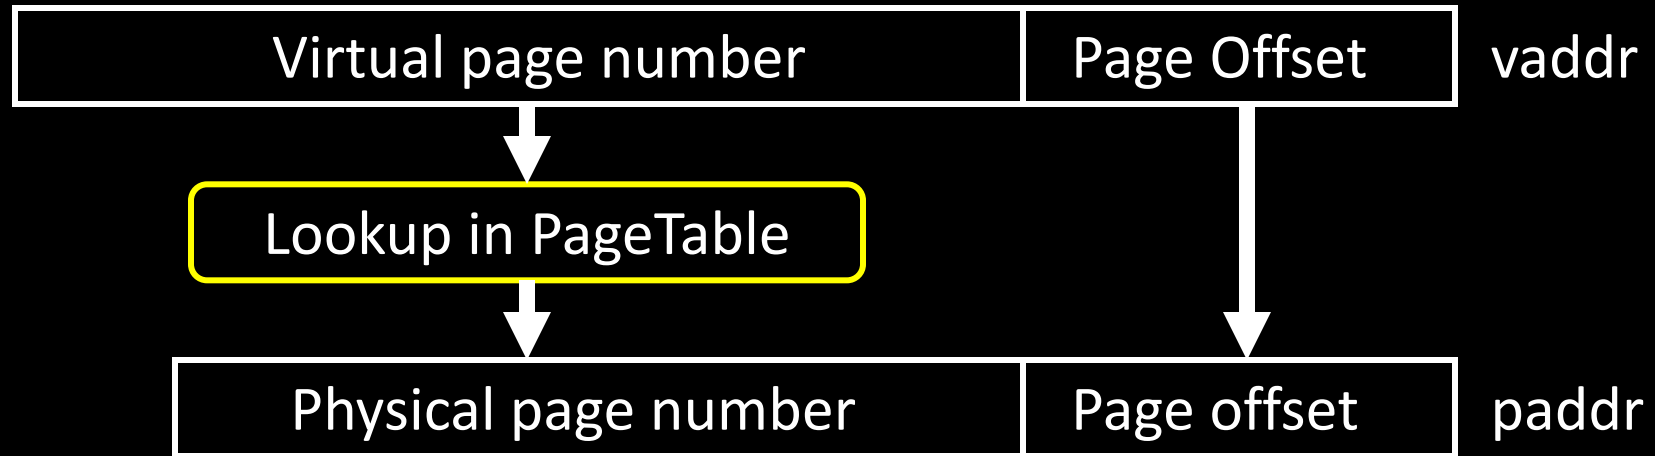 Virtual page number Page Offset vaddr
Lookup in PageTable
Physical page number Page offset paddr